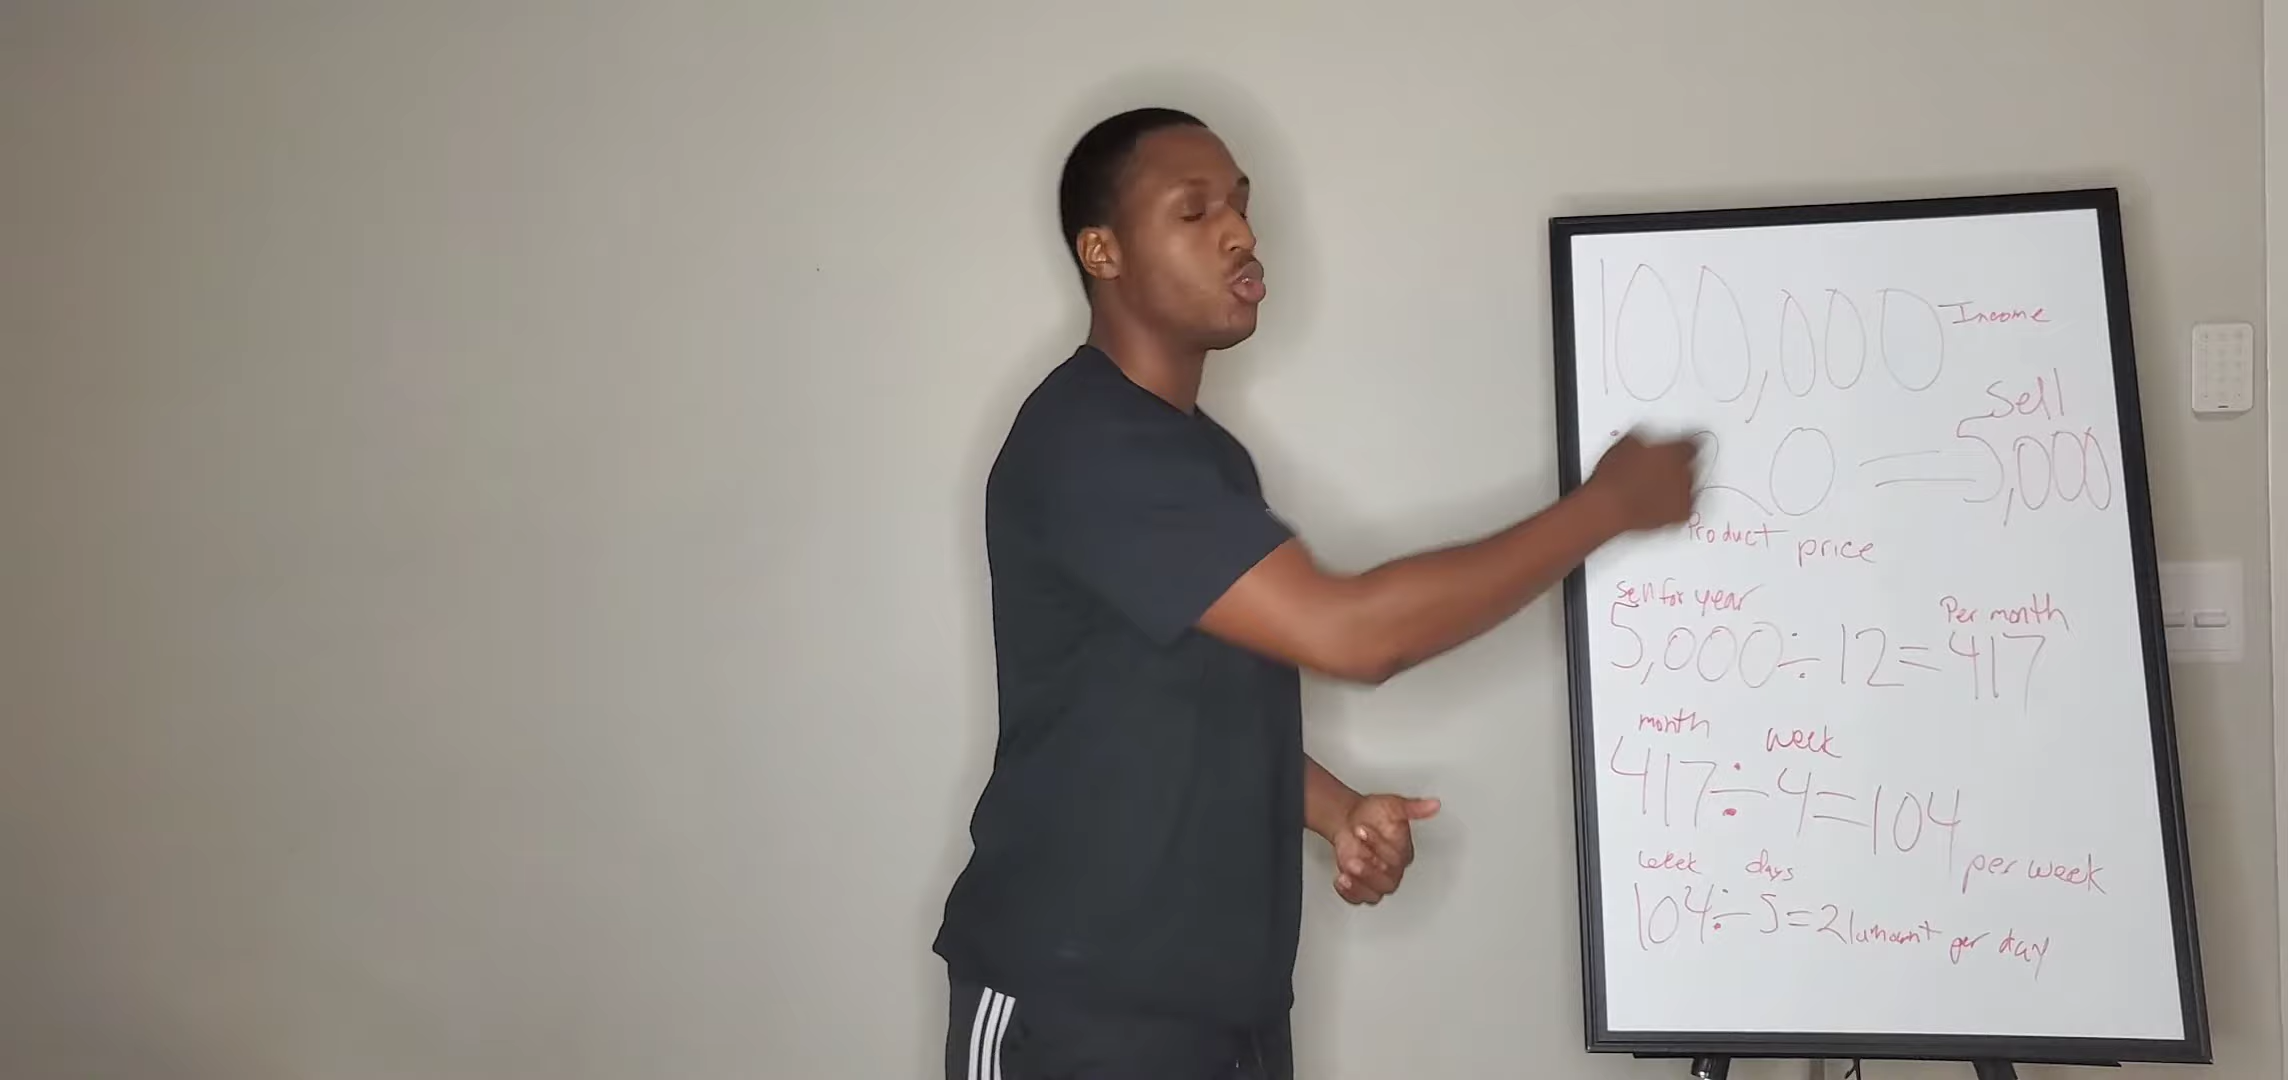 100,000 Income
Sell
÷ 20 = 5,000
Product price
Sell for year
Per month
5,000 ÷ 12 = 417
month week
417 ÷ 4 = 104
per week
week days
104 ÷ 5 = 21 amount per day